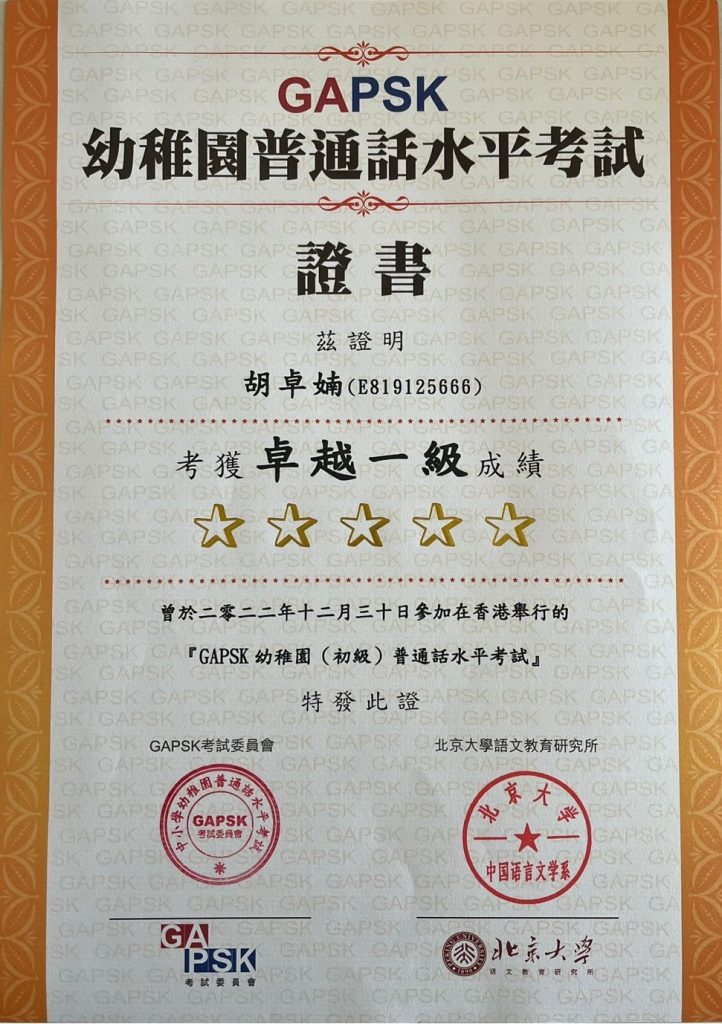 GAPSK
幼稚園普通話水平考試
證書
茲證明
胡卓婻(E819125666)
考獲卓越一級成績
曾於二零二二年十二月三十日參加在香港舉行的
『GAPSK 幼稚園（初級）普通話水平考試』
特發此證
GAPSK考試委員會
北京大學語文教育研究所
中小學幼稚園普通話水平考試
GAPSK
考試委員會
北京大学
中国语言文学系
GAPSK
考試委員會
PEKING UNIVERSITY
1898
北京大学
语文教育研究所